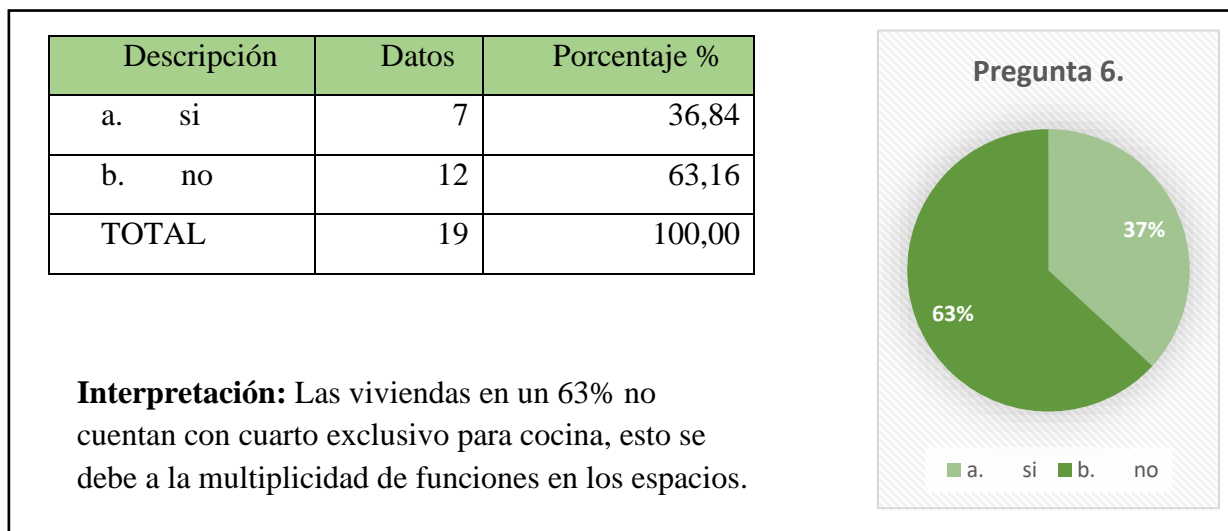 Descripción Datos Porcentaje %
a. si 7 36,84
b. no 12 63,16
TOTAL 19 100,00
Interpretación: Las viviendas en un 63% no
cuentan con cuarto exclusivo para cocina, esto se
debe a la multiplicidad de funciones en los espacios.
Pregunta 6.
37%
63%
a. si b. no